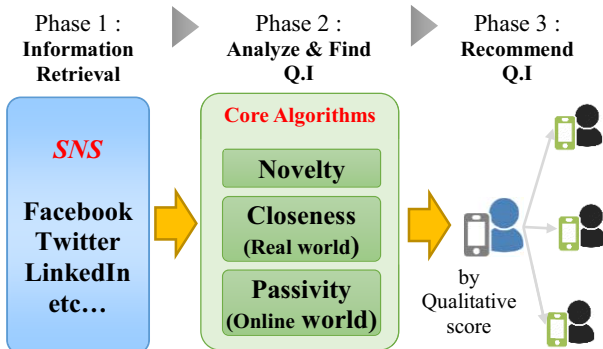 Phase 1 :
Information
Retrieval
Phase 2 :
Analyze & Find
Q.I
Phase 3 :
Recommend
Q.I
SNS
Facebook
Twitter
LinkedIn
etc…
Core Algorithms
Novelty
Closeness
(Real world)
Passivity
(Online world)
by
Qualitative
score